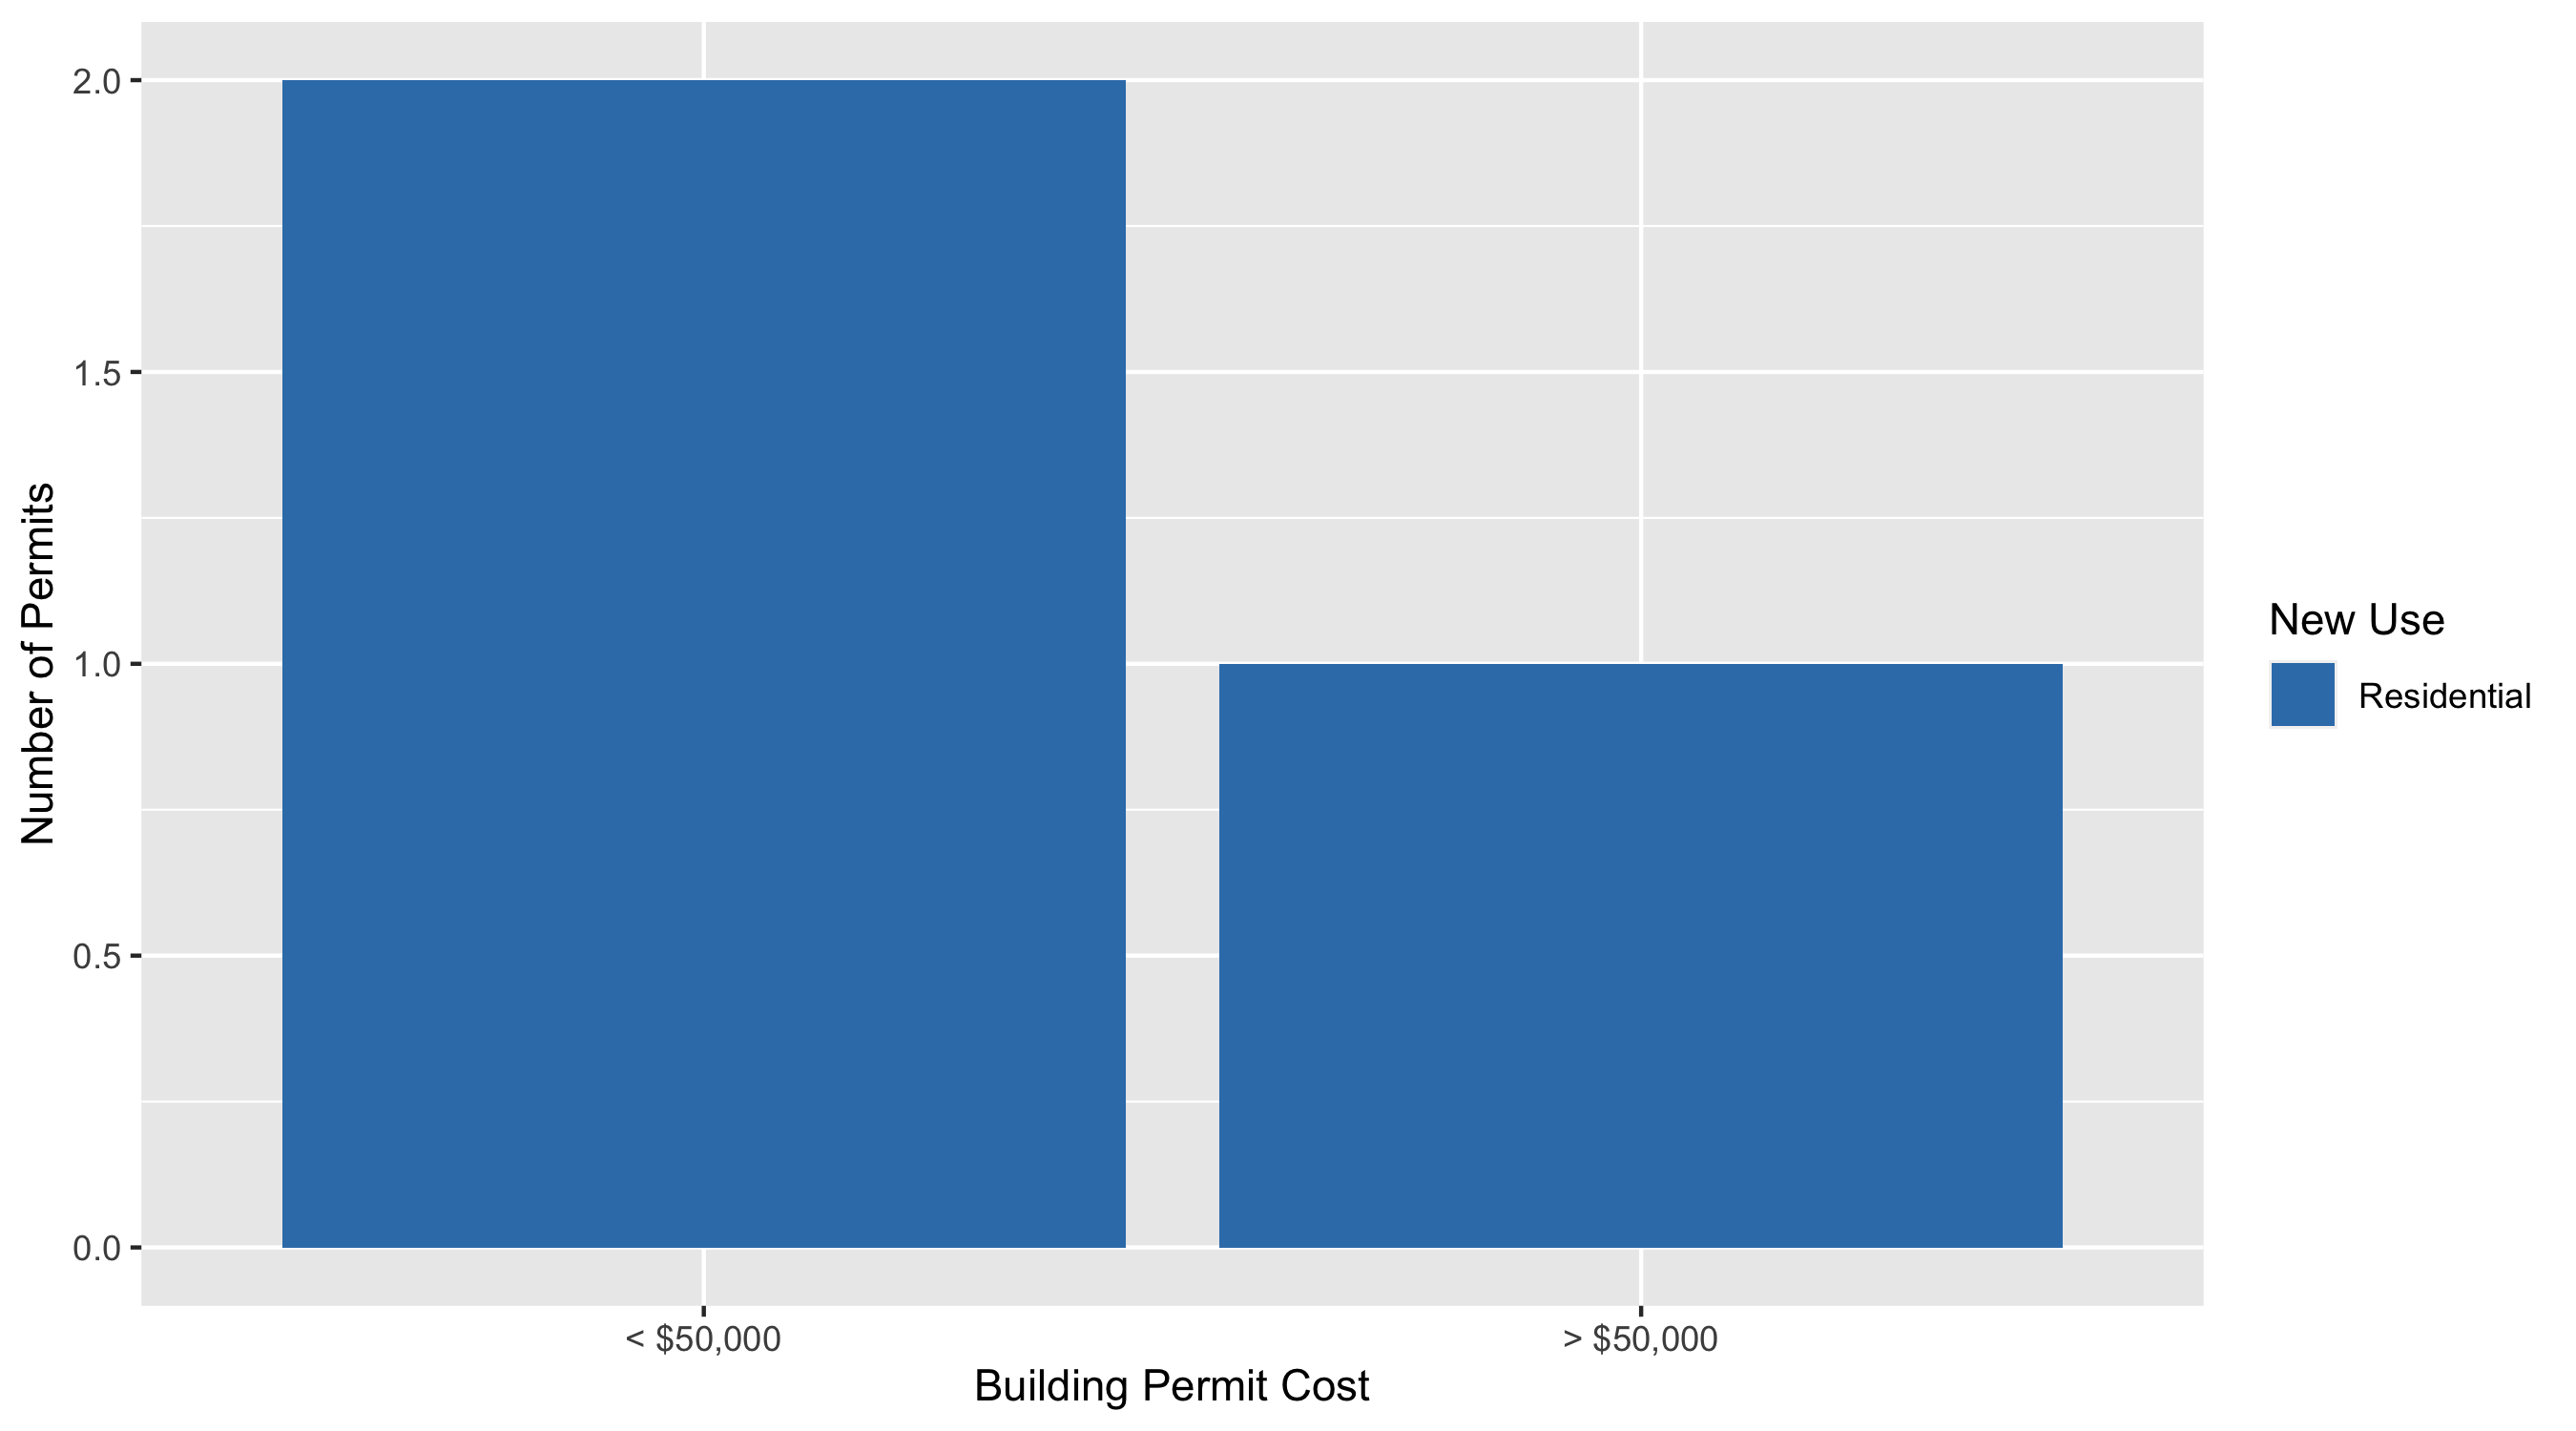 2.0
1.5
1.0
0.5
0.0
Number of Permits
< $50,000
> $50,000
Building Permit Cost
New Use
Residential